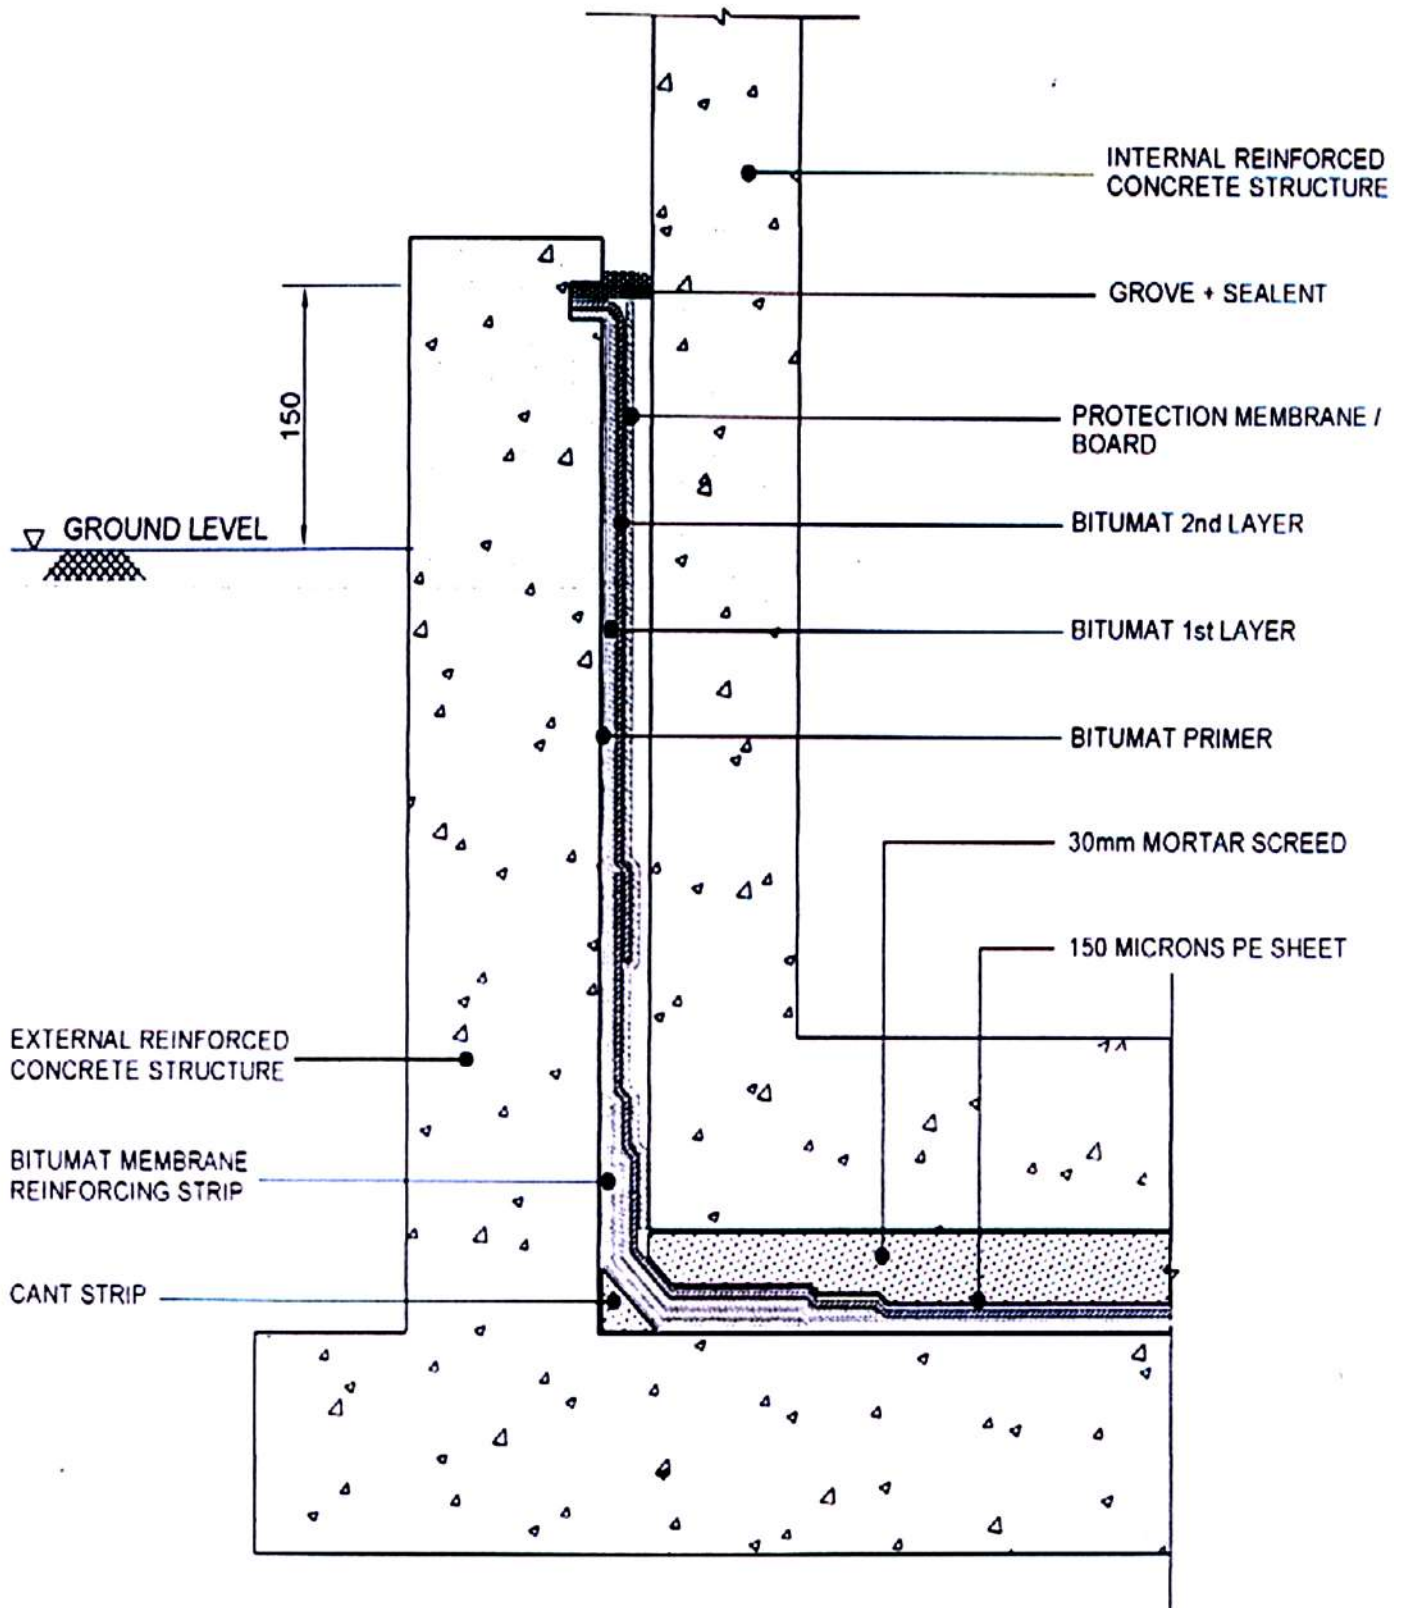 INTERNAL REINFORCED
CONCRETE STRUCTURE
GROVE + SEALENT
150
PROTECTION MEMBRANE /
BOARD
GROUND LEVEL
BITUMAT 2nd LAYER
BITUMAT 1st LAYER
BITUMAT PRIMER
30mm MORTAR SCREED
150 MICRONS PE SHEET
EXTERNAL REINFORCED
CONCRETE STRUCTURE
BITUMAT MEMBRANE
REINFORCING STRIP
CANT STRIP